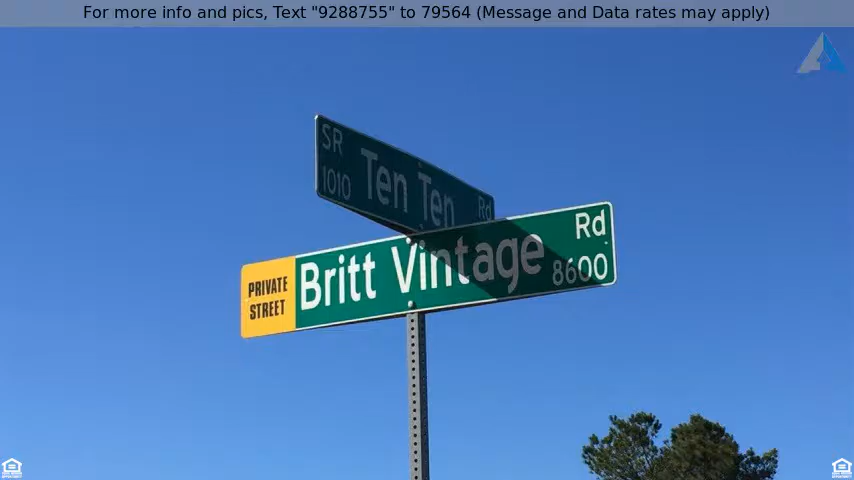 For more info and pics, Text "9288755" to 79564 (Message and Data rates may apply)
SR
1010
Ten Ten
Rd
PRIVATE
STREET
Britt Vintage
Rd
8600